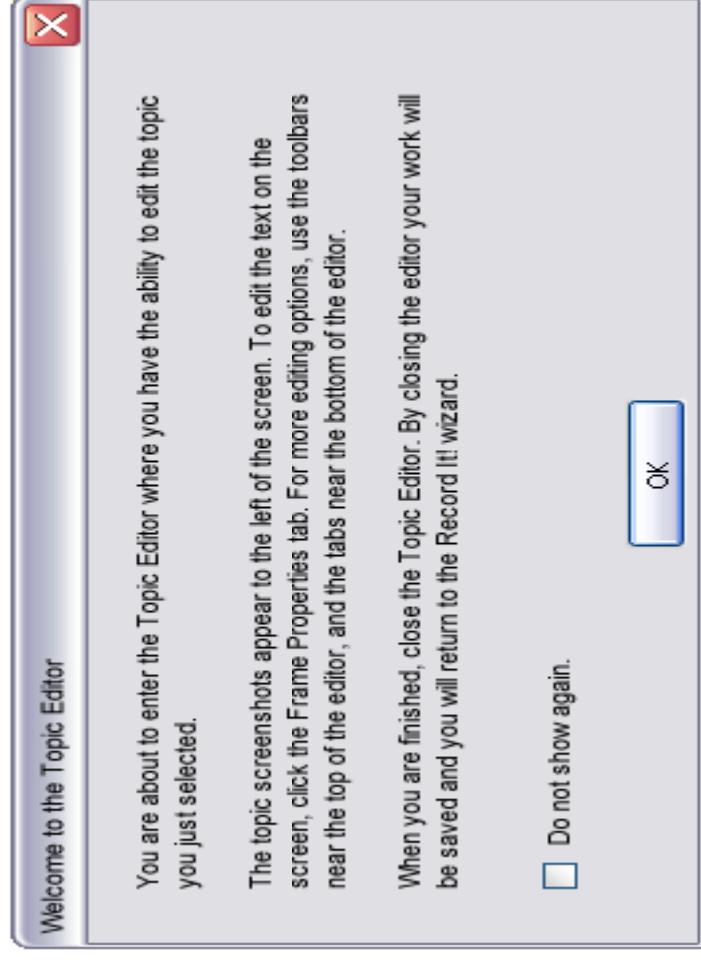 Welcome to the Topic Editor
You are about to enter the Topic Editor where you have the ability to edit the topic
you just selected.
The topic screenshots appear to the left of the screen. To edit the text on the
screen, click the Frame Properties tab. For more editing options, use the toolbars
near the top of the editor, and the tabs near the bottom of the editor.
When you are finished, close the Topic Editor. By closing the editor your work will
be saved and you will return to the Record It! wizard.
Do not show again.
OK